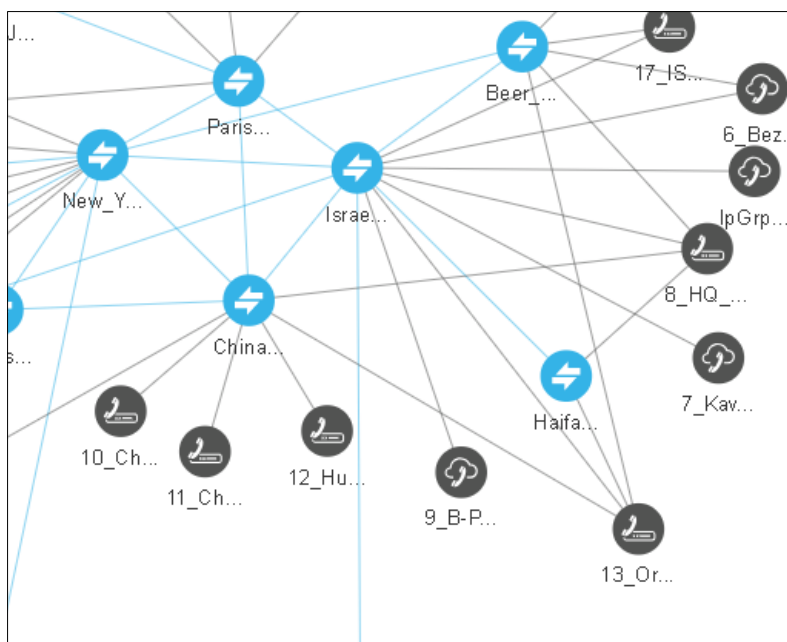 J...
17_IS...
Beer_...
Paris...
6_Bez.
New_Y...
Israe...
IpGrp...
8_HQ_...
s...
China...
7_Kav...
Haifa...
10_Ch...
12_Hu...
11_Ch...
9_B-P...
13_Or...